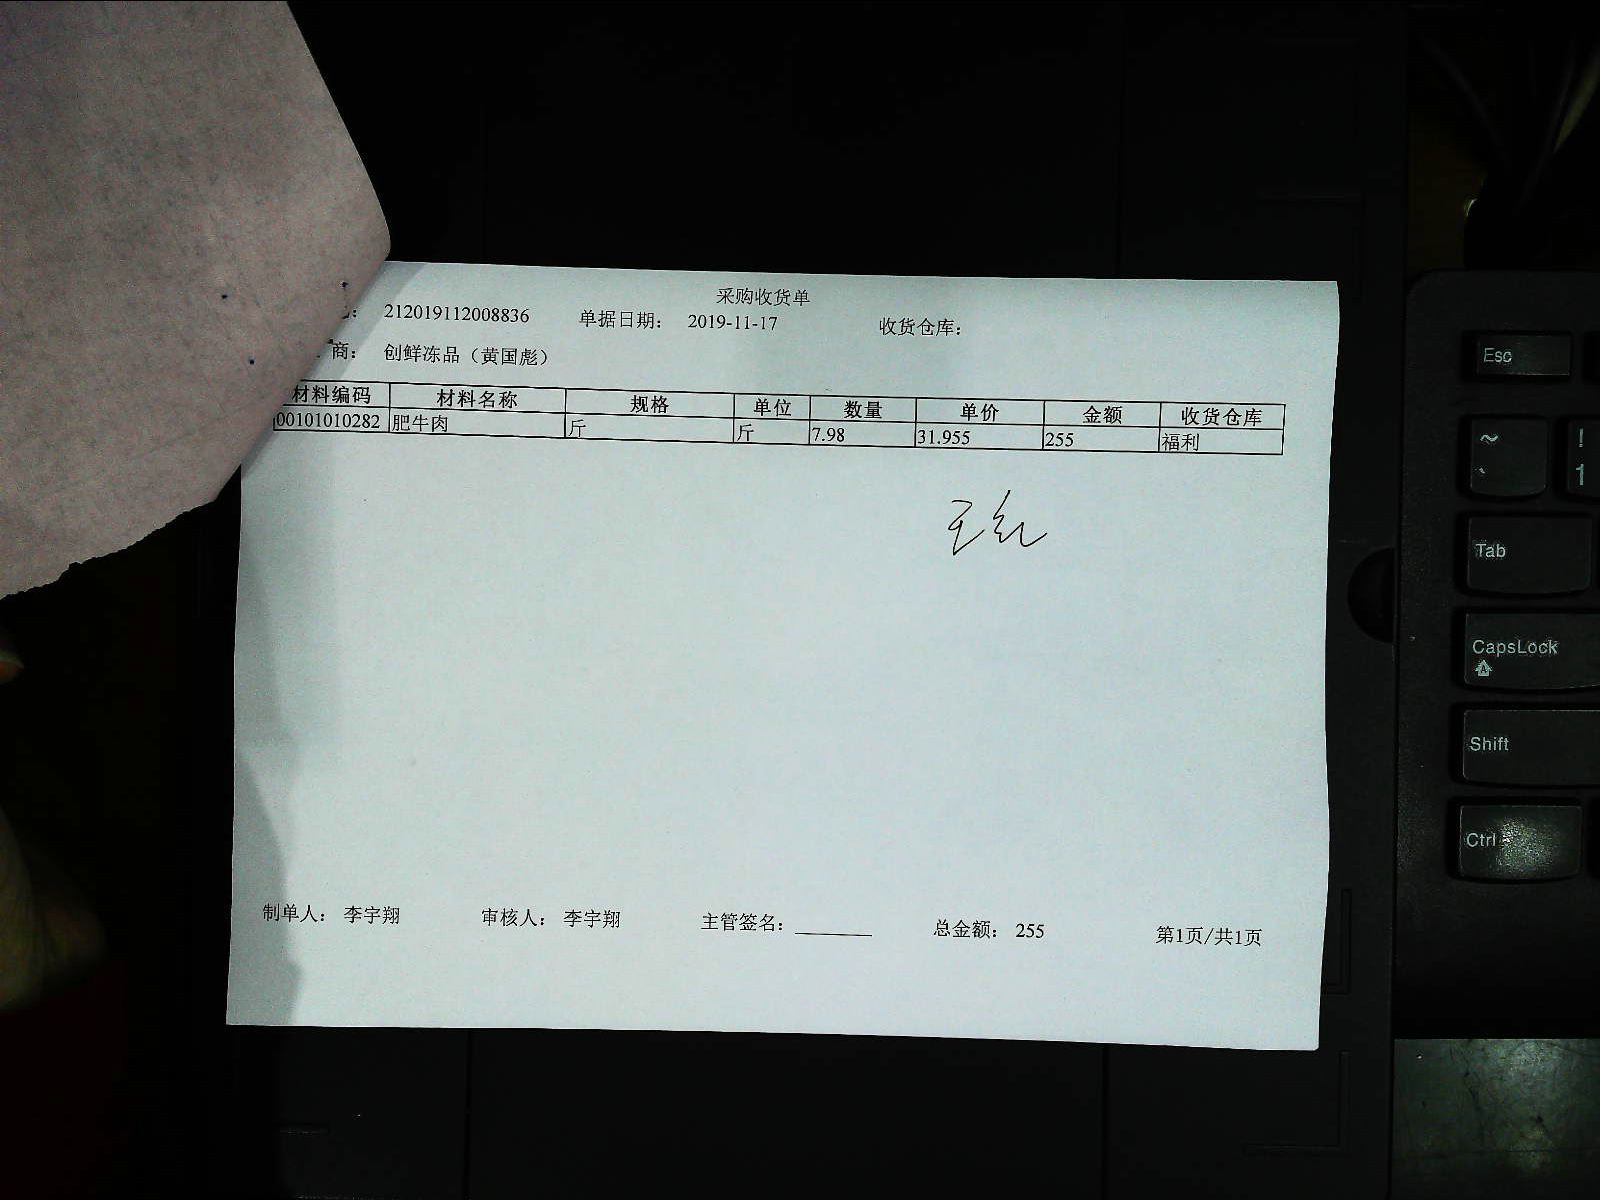 采购收货单
212019112008836 单据日期: 2019-11-17 收货仓库:
商: 创鲜冻品（黄国彪）
材料编码 材料名称 规格 单位 数量 单价 金额 收货仓库
00101010282 肥牛肉 斤 斤 7.98 31.955 255 福利
王红
制单人: 李宇翔 审核人: 李宇翔 主管签名: 总金额: 255 第1页/共1页
Esc
~ !
` 1
Tab
CapsLock
Shift
Ctrl